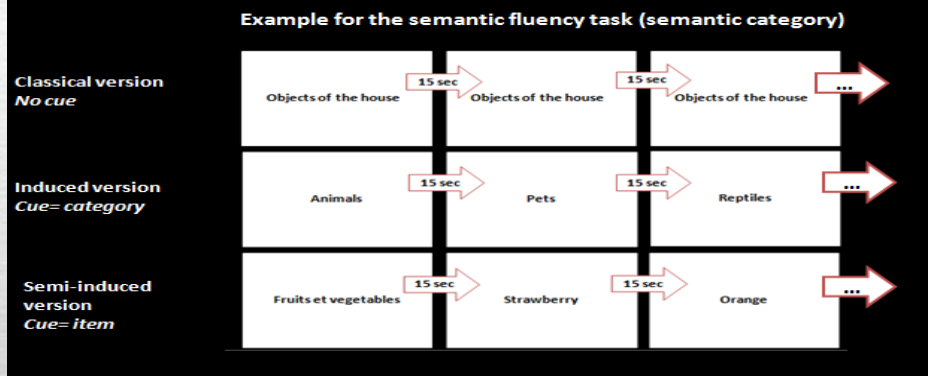 Example for the semantic fluency task (semantic category)
Classical version
No cue
Objects of the house
15 sec
Objects of the house
15 sec
Objects of the house
...
Induced version
Cue= category
Animals
15 sec
Pets
15 sec
Reptiles
...
Semi-induced
version
Cue= item
Fruits et vegetables
15 sec
Strawberry
15 sec
Orange
...